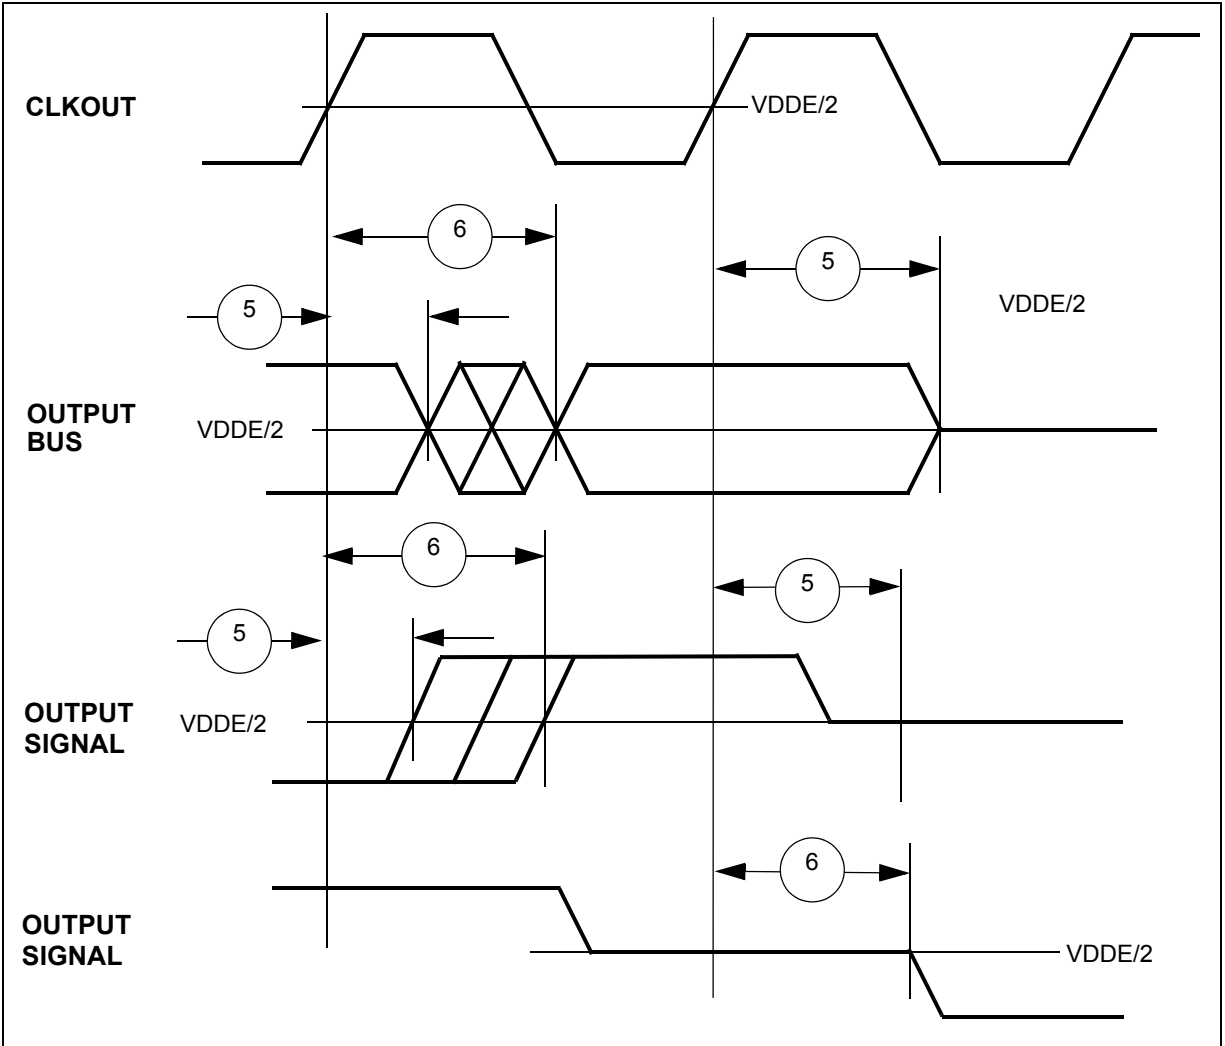 CLKOUT
VDDE/2
6
5
5
VDDE/2
OUTPUT
BUS
VDDE/2
6
5
5
OUTPUT
SIGNAL
VDDE/2
6
OUTPUT
SIGNAL
VDDE/2